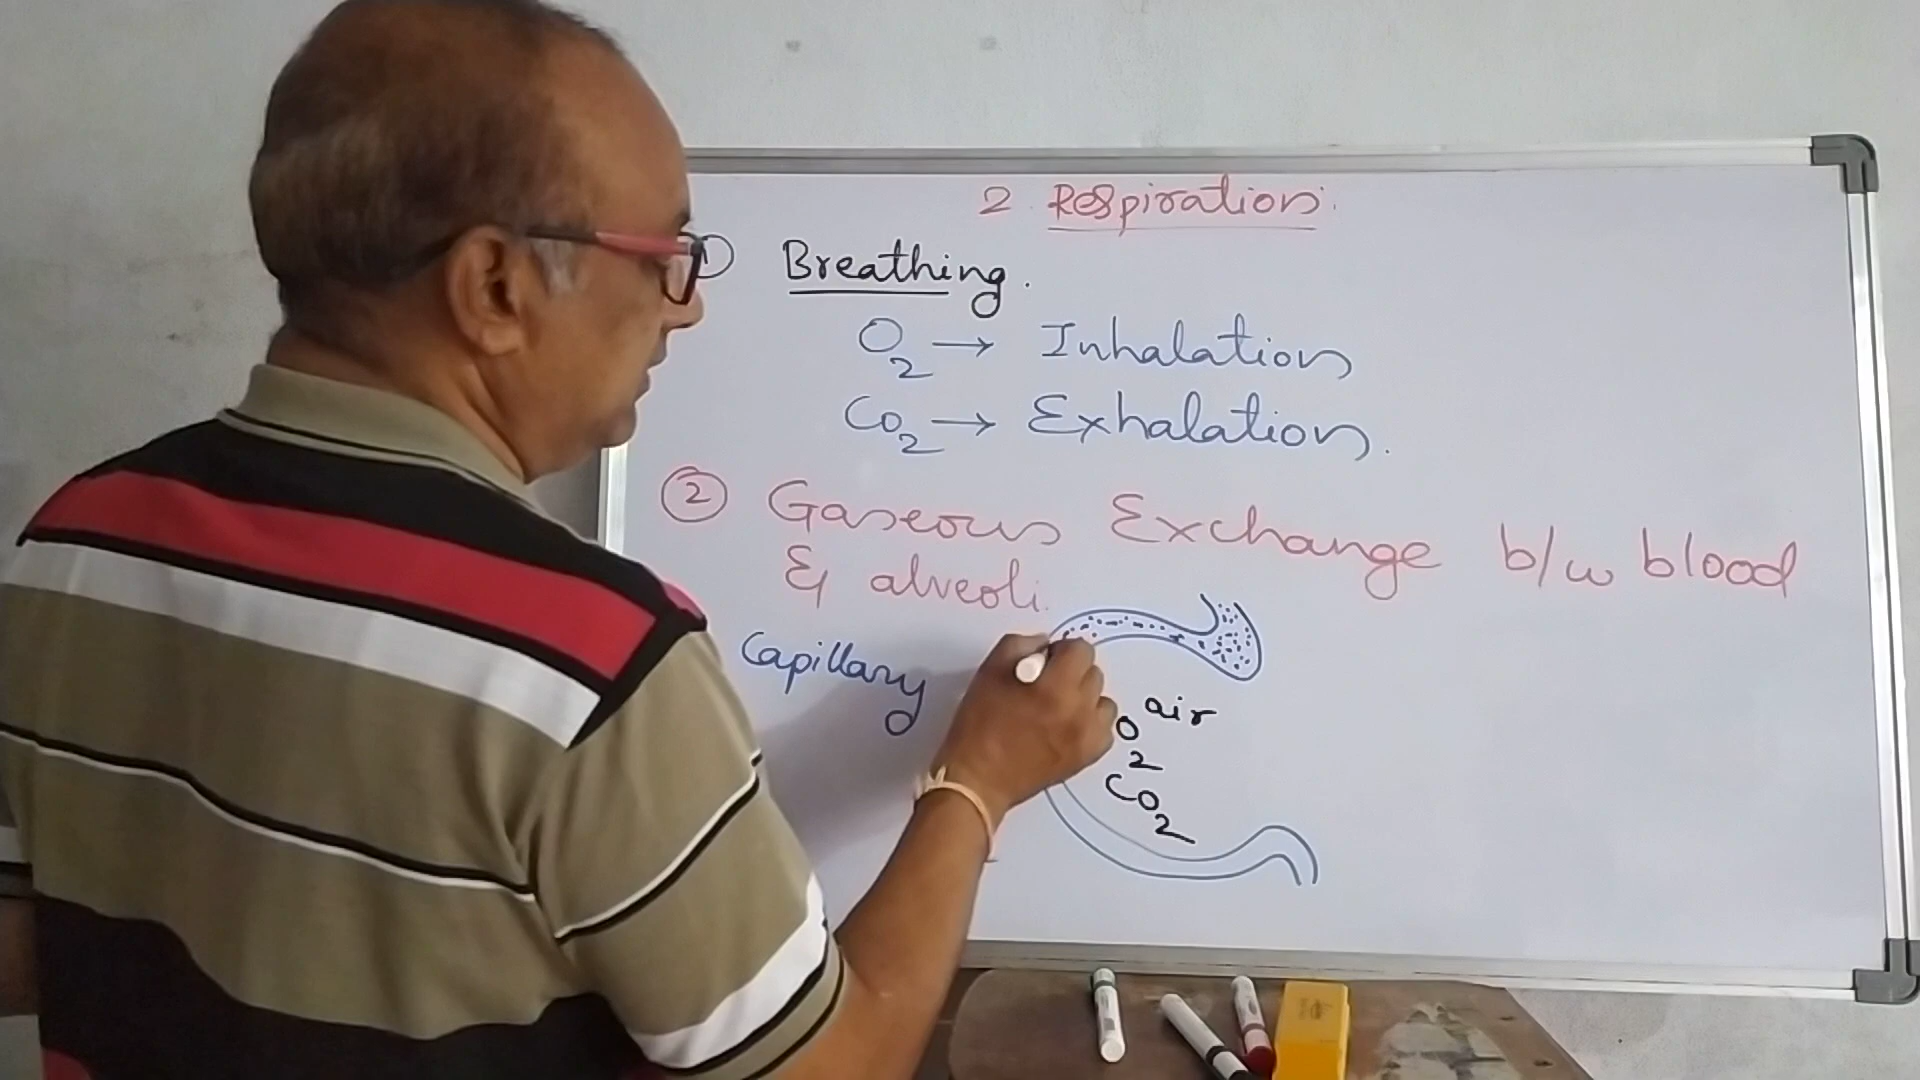 2. Respiration.
① Breathing.
O2 → Inhalation
CO2 → Exhalation.
② Gaseous Exchange b/w blood
& alveoli.
Capillary
air
O2
CO2